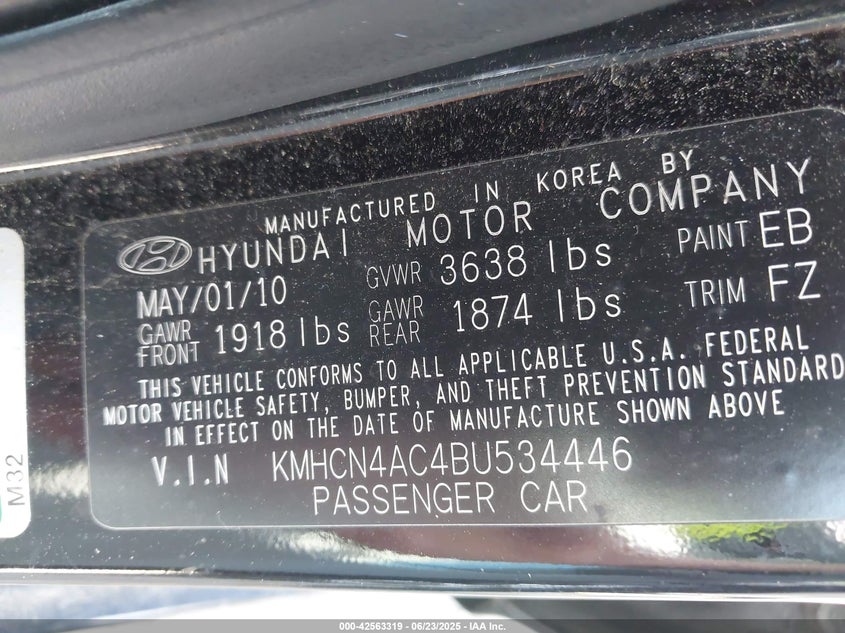 MANUFACTURED IN KOREA BY
HYUNDAI MOTOR COMPANY
MAY/01/10 GVWR 3638 lbs PAINT EB
GAWR FRONT 1918 lbs GAWR REAR 1874 lbs TRIM FZ
THIS VEHICLE CONFORMS TO ALL APPLICABLE U.S.A. FEDERAL
MOTOR VEHICLE SAFETY, BUMPER, AND THEFT PREVENTION STANDARD
IN EFFECT ON THE DATE OF MANUFACTURE SHOWN ABOVE
V.I.N KMHCN4AC4BU534446
PASSENGER CAR
M32
000-42563319 / 06/23/2025 - IAA Inc.